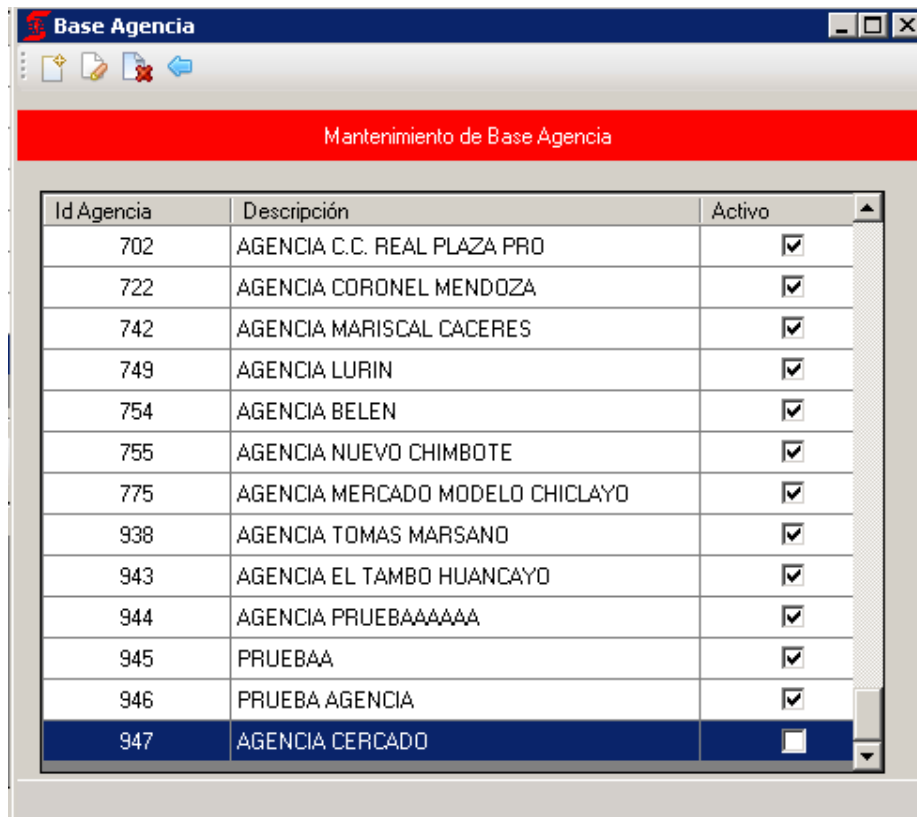 Base Agencia
Mantenimiento de Base Agencia
Id Agencia Descripción Activo
702 AGENCIA C.C. REAL PLAZA PRO
722 AGENCIA CORONEL MENDOZA
742 AGENCIA MARISCAL CACERES
749 AGENCIA LURIN
754 AGENCIA BELEN
755 AGENCIA NUEVO CHIMBOTE
775 AGENCIA MERCADO MODELO CHICLAYO
938 AGENCIA TOMAS MARSANO
943 AGENCIA EL TAMBO HUANCAYO
944 AGENCIA PRUEBAAAAAA
945 PRUEBAA
946 PRUEBA AGENCIA
947 AGENCIA CERCADO